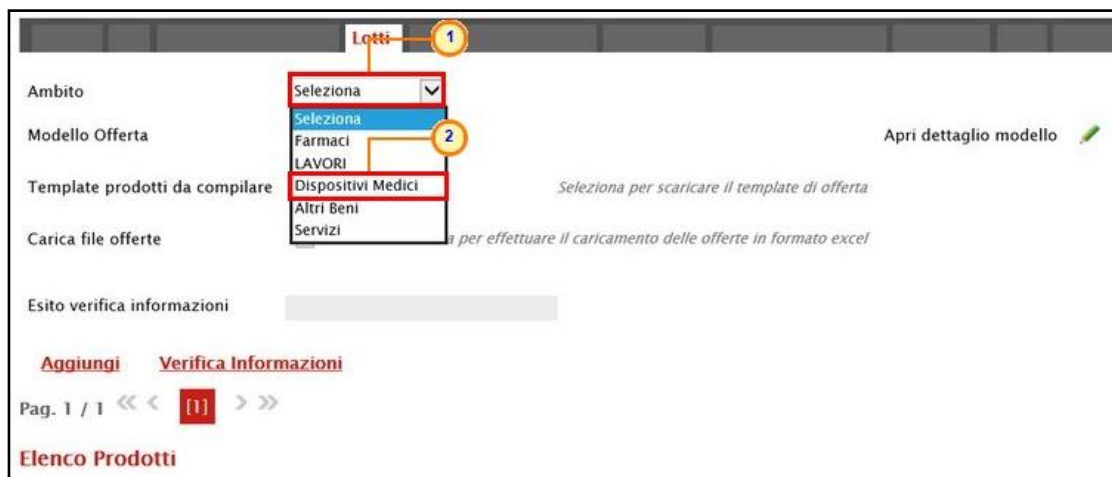 Lotti
1
Ambito
Seleziona
Seleziona
Modello Offerta
Farmaci
2
Apri dettaglio modello
LAVORI
Template prodotti da compilare
Dispositivi Medici
Seleziona per scaricare il template di offerta
Altri Beni
Carica file offerte
Servizi
a per effettuare il caricamento delle offerte in formato excel
Esito verifica informazioni
Aggiungi
Verifica Informazioni
Pag. 1 / 1 << < [1] > >>
Elenco Prodotti